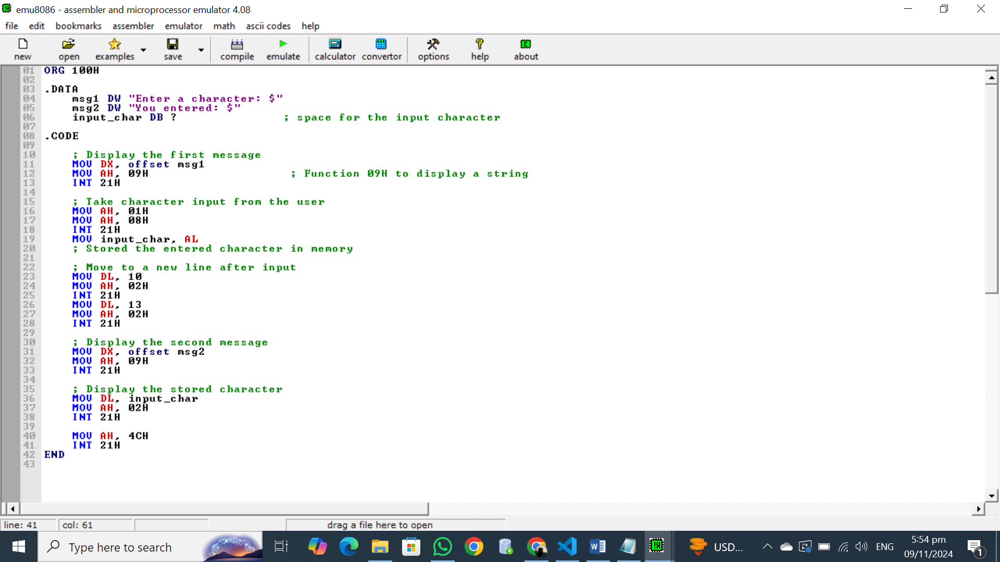 emu8086 - assembler and microprocessor emulator 4.08
file edit bookmarks assembler emulator math ascii codes help
new open examples save compile emulate calculator convertor options help about
01 ORG 100H
02
03 .DATA
04 msg1 DW "Enter a character: $"
05 msg2 DW "You entered: $"
06 input_char DB ? ; space for the input character
07
08 .CODE
09
10 ; Display the first message
11 MOV DX, offset msg1
12 MOV AH, 09H ; Function 09H to display a string
13 INT 21H
14
15 ; Take character input from the user
16 MOV AH, 01H
17 MOV AH, 08H
18 INT 21H
19 MOV input_char, AL
20 ; Stored the entered character in memory
21
22 ; Move to a new line after input
23 MOV DL, 10
24 MOV AH, 02H
25 INT 21H
26 MOV DL, 13
27 MOV AH, 02H
28 INT 21H
29
30 ; Display the second message
31 MOV DX, offset msg2
32 MOV AH, 09H
33 INT 21H
34
35 ; Display the stored character
36 MOV DL, input_char
37 MOV AH, 02H
38 INT 21H
39
40 MOV AH, 4CH
41 INT 21H
42 END
43
line: 41 col: 61 drag a file here to open
Type here to search USD... ENG 5:54 pm 1
09/11/2024